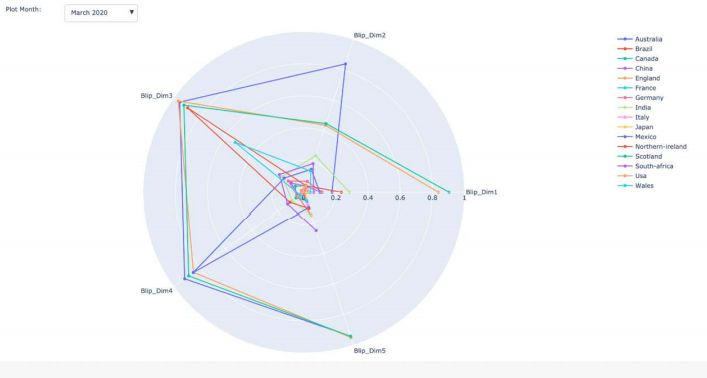 Plot Month:
March 2020
Blip_Dim2
Blip_Dim3
Blip_Dim1
Blip_Dim4
Blip_Dim5
0
0.2
0.4
0.6
0.8
1
Australia
Brazil
Canada
China
England
France
Germany
India
Italy
Japan
Mexico
Northern-ireland
Scotland
South-africa
Usa
Wales